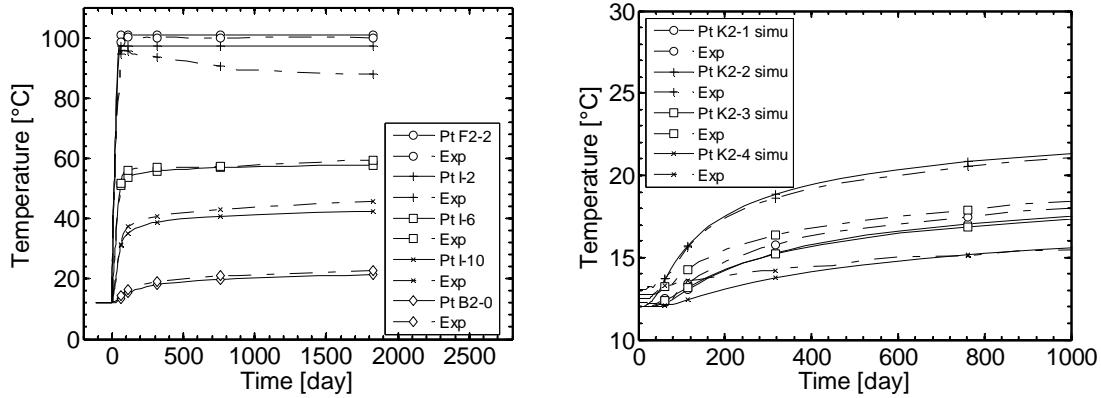 100
80
60
40
20
0
0 500 1000 1500 2000 2500
Temperature [°C]
Time [day]
Pt F2-2
Exp
Pt I-2
Exp
Pt I-6
Exp
Pt I-10
Exp
Pt B2-0
Exp
30
25
20
15
10
0 200 400 600 800 1000
Temperature [°C]
Time [day]
Pt K2-1 simu
Exp
Pt K2-2 simu
Exp
Pt K2-3 simu
Exp
Pt K2-4 simu
Exp